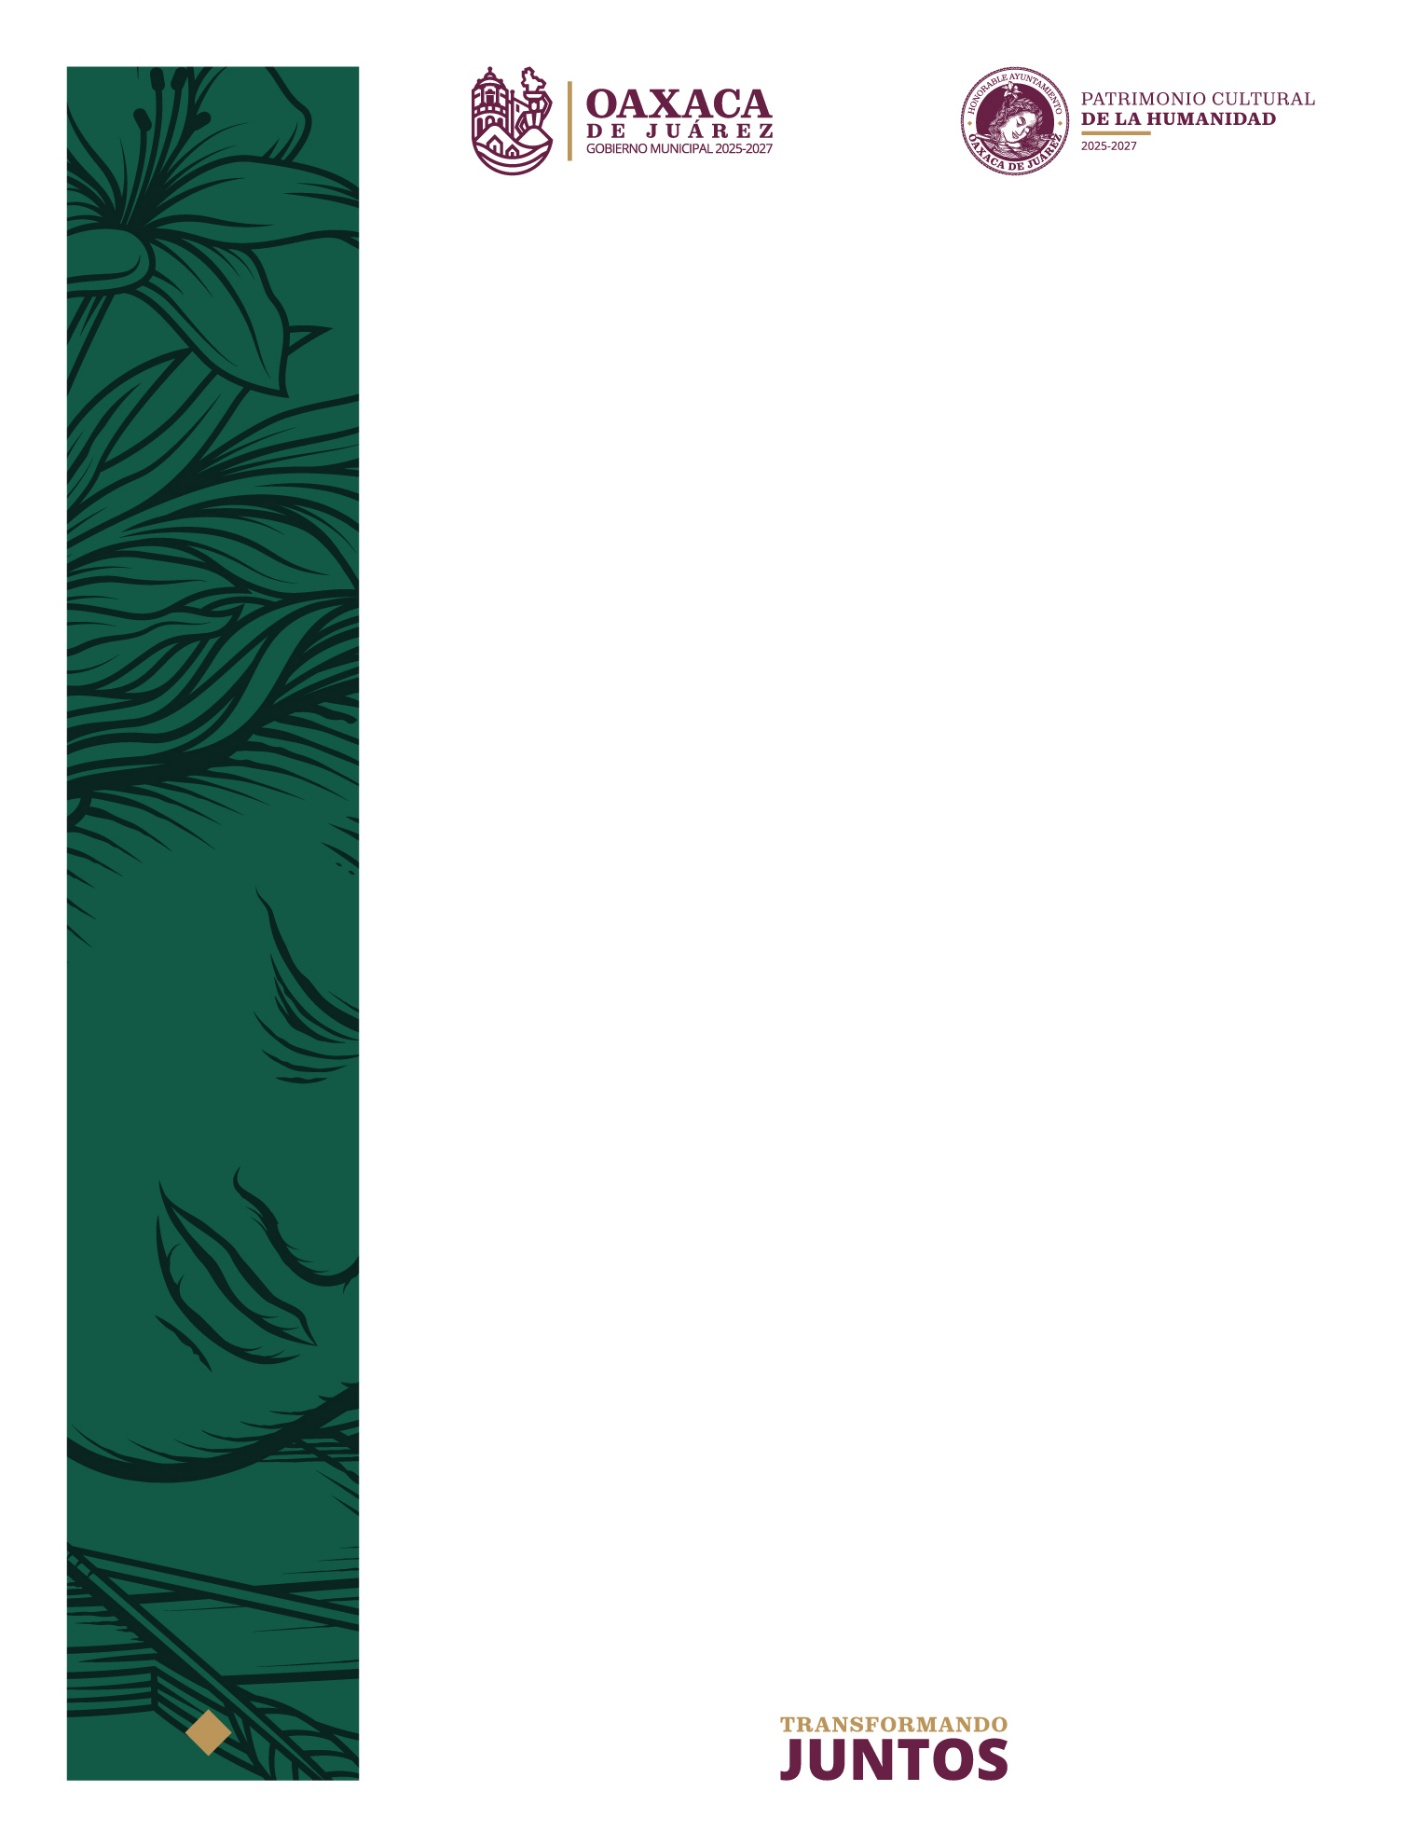 OAXACA
DE JUÁREZ
GOBIERNO MUNICIPAL 2025-2027
HONORABLE AYUNTAMIENTO
OAXACA DE JUÁREZ
PATRIMONIO CULTURAL
DE LA HUMANIDAD
2025-2027
TRANSFORMANDO
JUNTOS